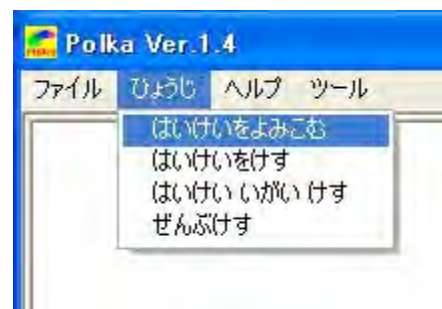 Polka Ver.1.4
ファイル ひょうじ ヘルプ ツール
はいけいをよみこむ
はいけいをけす
はいけい いがい けす
ぜんぶけす